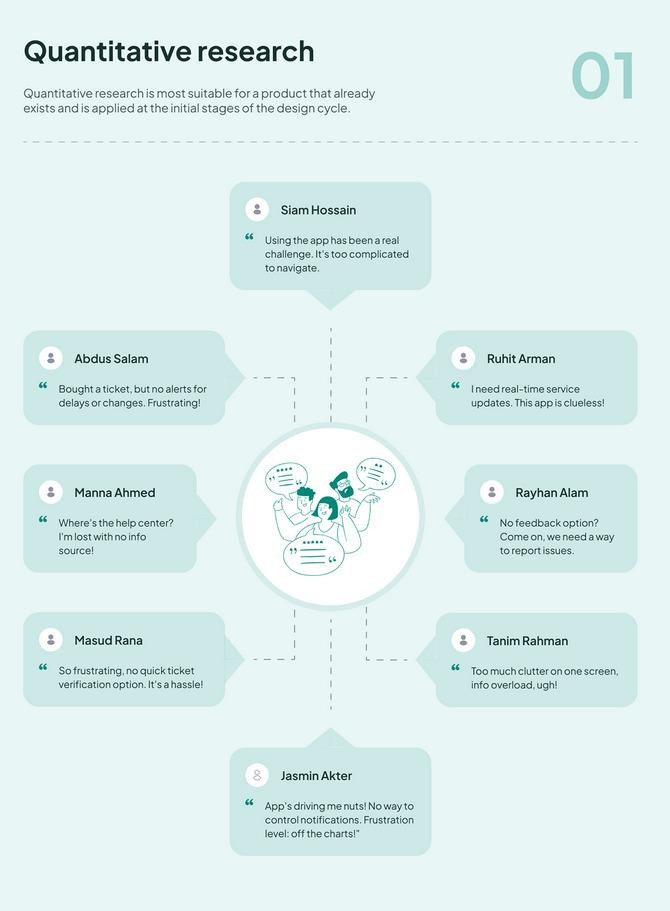 Quantitative research
01
Quantitative research is most suitable for a product that already
exists and is applied at the initial stages of the design cycle.
Siam Hossain
“ Using the app has been a real
challenge. It's too complicated
to navigate.
Abdus Salam
“ Bought a ticket, but no alerts for
delays or changes. Frustrating!
Ruhit Arman
“ I need real-time service
updates. This app is clueless!
Manna Ahmed
“ Where's the help center?
I'm lost with no info
source!
Rayhan Alam
“ No feedback option?
Come on, we need a way
to report issues.
Masud Rana
“ So frustrating, no quick ticket
verification option. It's a hassle!
Tanim Rahman
“ Too much clutter on one screen,
info overload, ugh!
Jasmin Akter
“ App's driving me nuts! No way to
control notifications. Frustration
level: off the charts!"